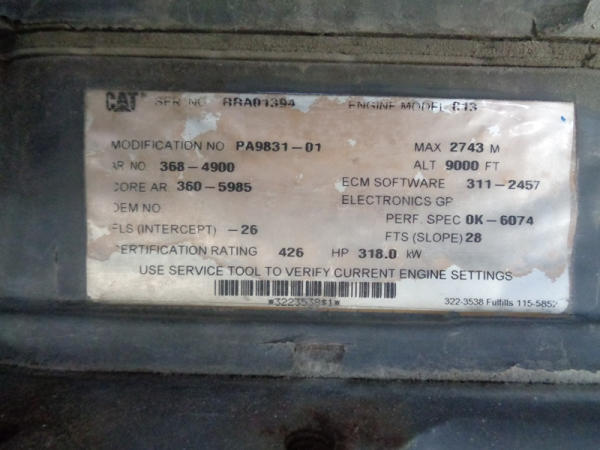 CAT SER. NO. RRA01394 ENGINE MODEL C13
MODIFICATION NO PA9831-01 MAX 2743 M
AR NO. 368-4900 ALT 9000 FT
CORE AR 360-5985 ECM SOFTWARE 311-2457
OEM NO. ELECTRONICS GP
FLS (INTERCEPT) -26 PERF. SPEC 0K-6074
CERTIFICATION RATING 426 HP 318.0 kW FTS (SLOPE) 28
USE SERVICE TOOL TO VERIFY CURRENT ENGINE SETTINGS
*3223538$1* 322-3538 Fulfills 115-5852